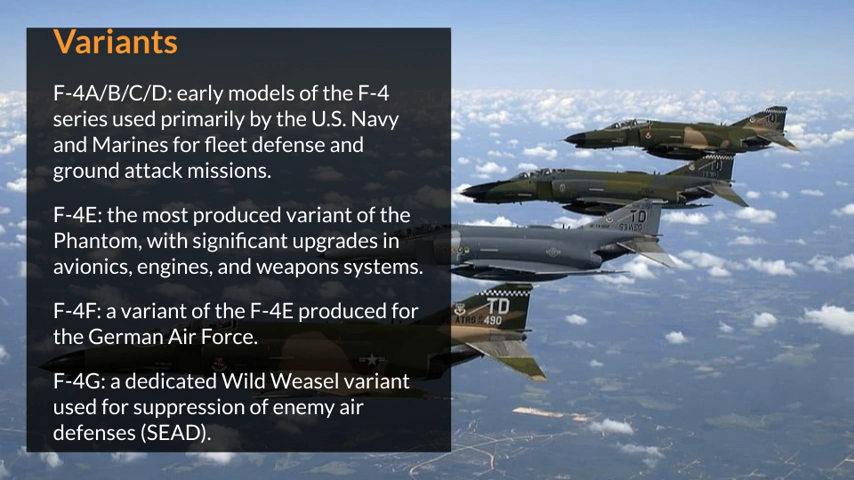 Variants
F-4A/B/C/D: early models of the F-4
series used primarily by the U.S. Navy
and Marines for fleet defense and
ground attack missions.
F-4E: the most produced variant of the
Phantom, with significant upgrades in
avionics, engines, and weapons systems.
F-4F: a variant of the F-4E produced for
the German Air Force.
F-4G: a dedicated Wild Weasel variant
used for suppression of enemy air
defenses (SEAD).
TD
TD
ATRS
490